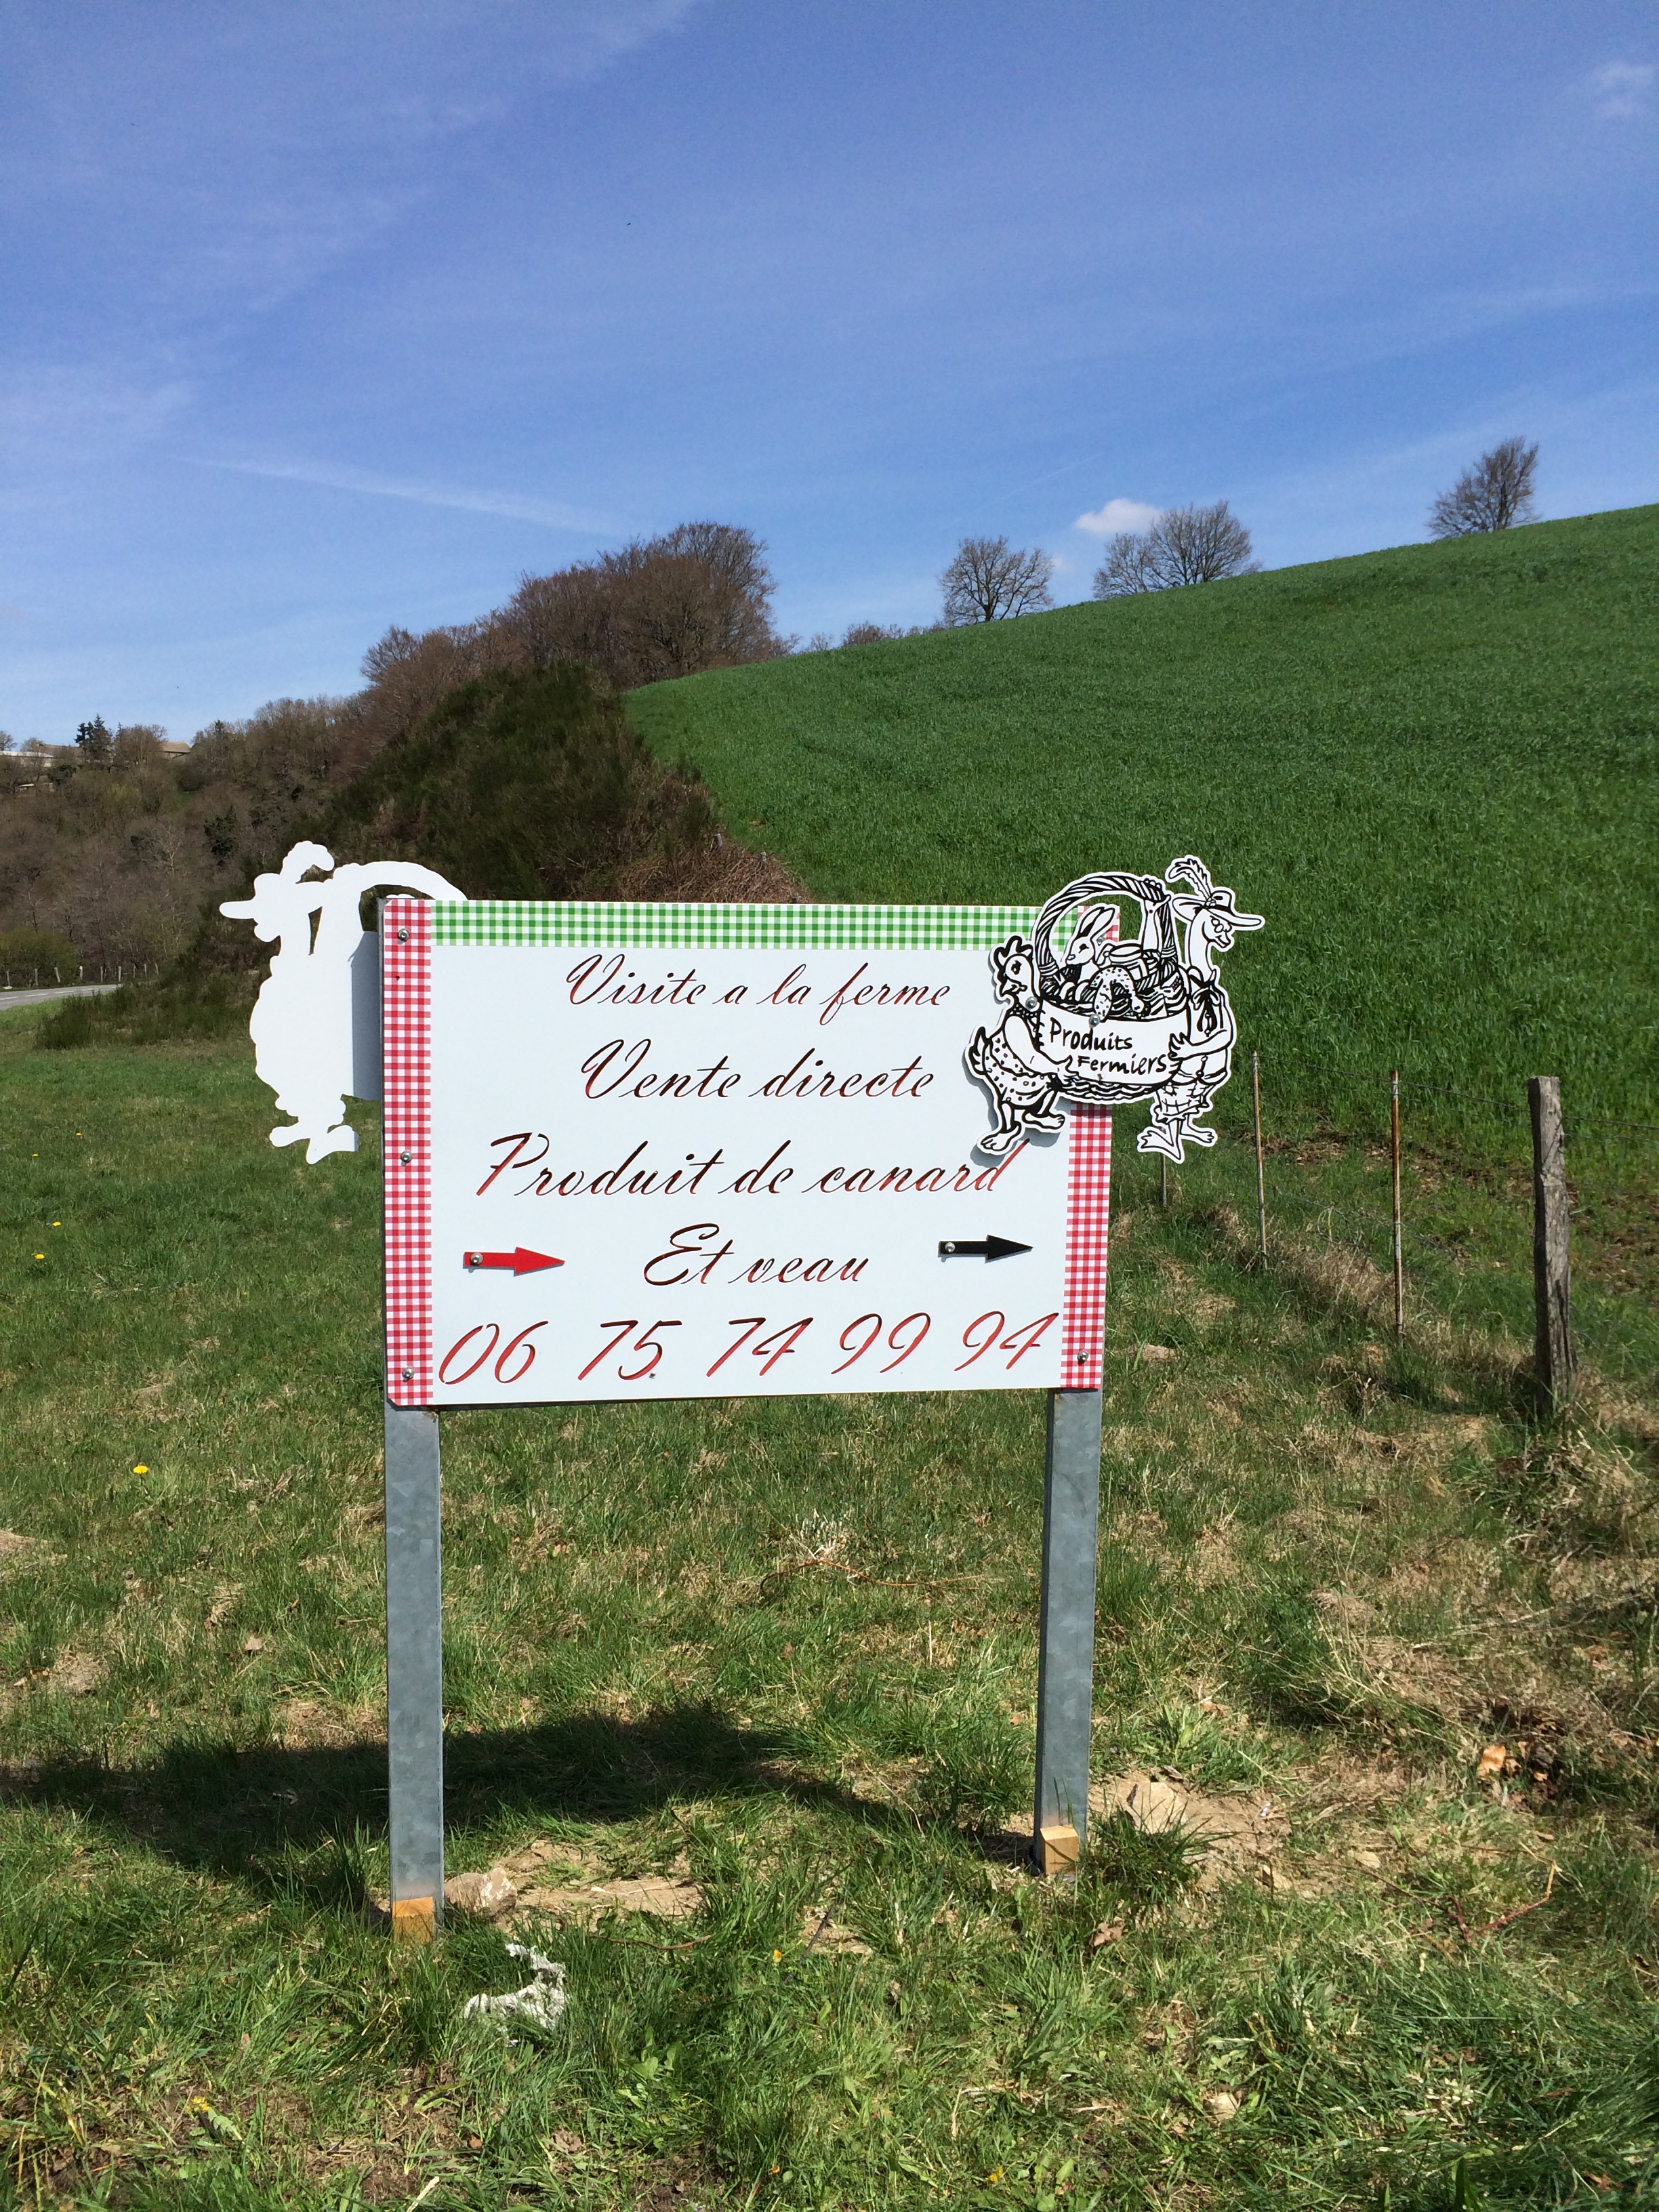 Visite a la ferme
Vente directe
Produits
Fermiers
Produit de canard
Et veau
06 75 74 99 94